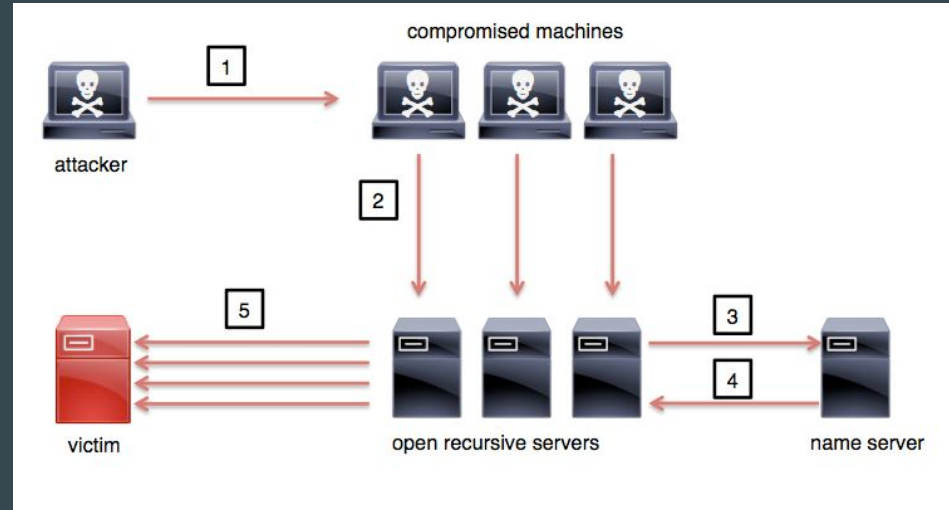 compromised machines
1
attacker
2
5
3
4
victim
open recursive servers
name server